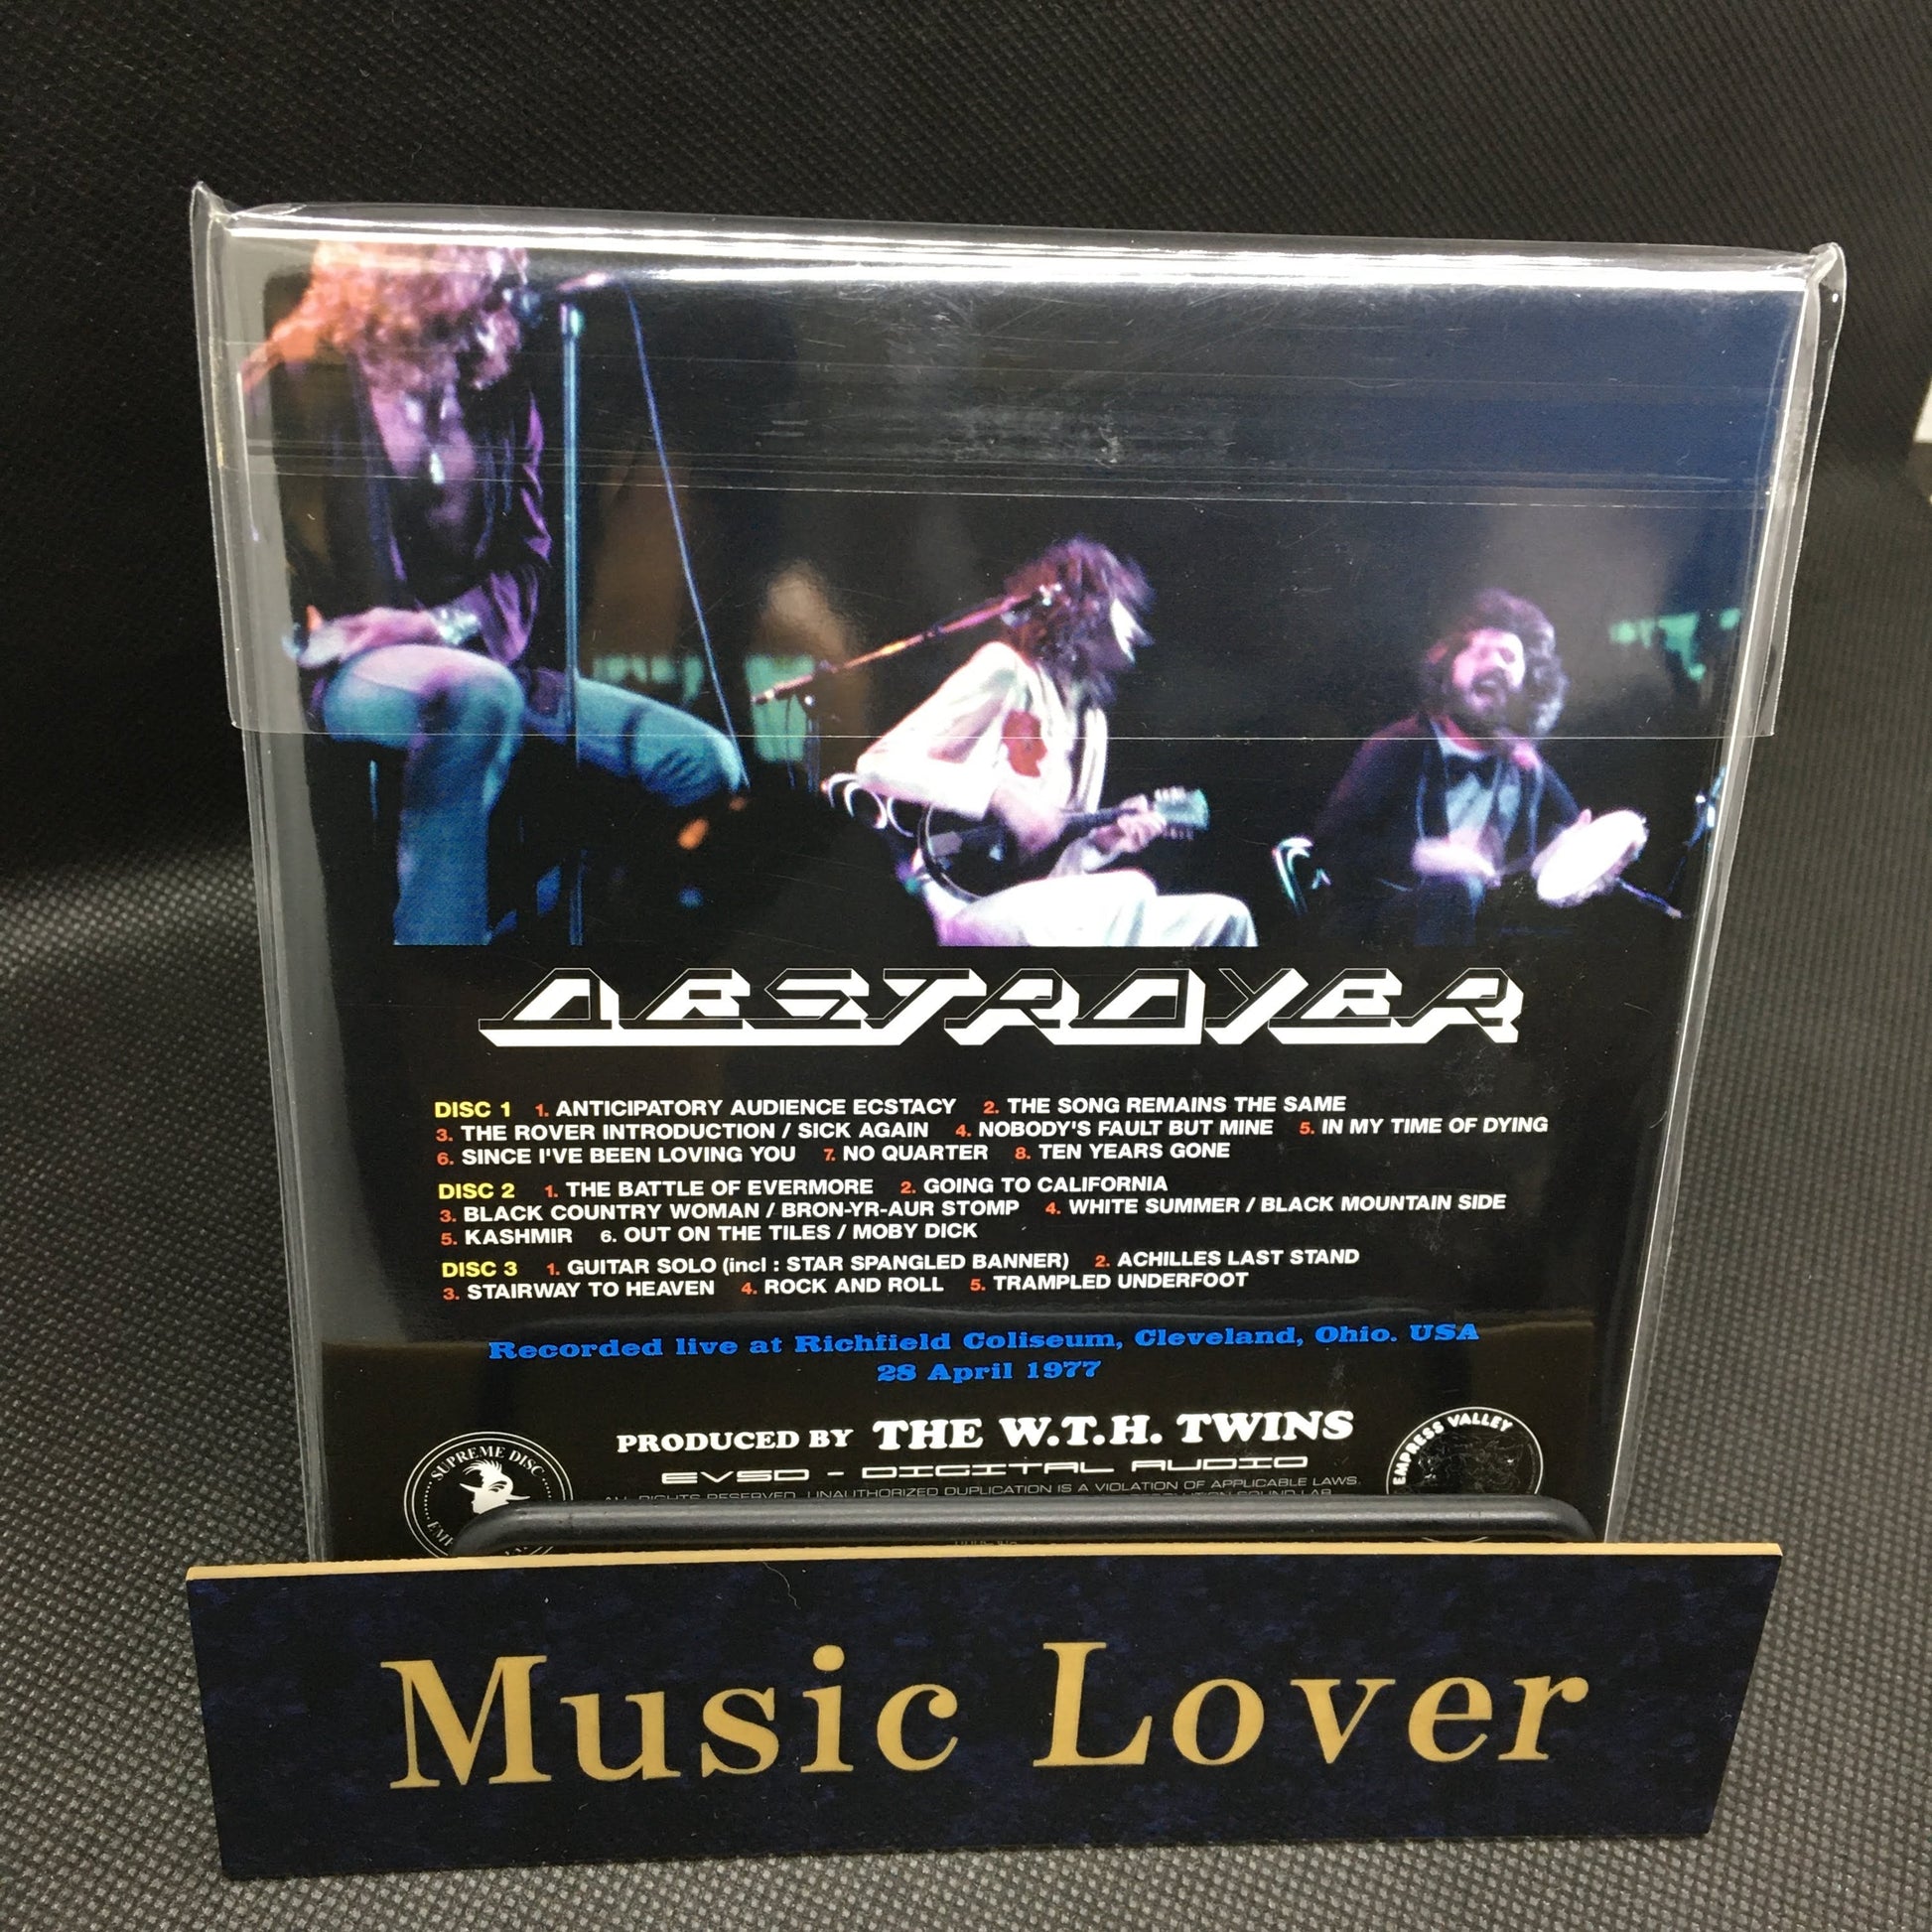 DESTROYER
DISC 1 1. ANTICIPATORY AUDIENCE ECSTACY 2. THE SONG REMAINS THE SAME
3. THE ROVER INTRODUCTION / SICK AGAIN 4. NOBODY'S FAULT BUT MINE 5. IN MY TIME OF DYING
6. SINCE I'VE BEEN LOVING YOU 7. NO QUARTER 8. TEN YEARS GONE
DISC 2 1. THE BATTLE OF EVERMORE 2. GOING TO CALIFORNIA
3. BLACK COUNTRY WOMAN / BRON-YR-AUR STOMP 4. WHITE SUMMER / BLACK MOUNTAIN SIDE
5. KASHMIR 6. OUT ON THE TILES / MOBY DICK
DISC 3 1. GUITAR SOLO (incl : STAR SPANGLED BANNER) 2. ACHILLES LAST STAND
3. STAIRWAY TO HEAVEN 4. ROCK AND ROLL 5. TRAMPLED UNDERFOOT
Recorded live at Richfield Coliseum, Cleveland, Ohio. USA
28 April 1977
PRODUCED BY THE W.T.H. TWINS
EVSD - DIGITAL AUDIO
ALL RIGHTS RESERVED. UNAUTHORIZED DUPLICATION IS A VIOLATION OF APPLICABLE LAWS.
SUPREME DISC
EMPRESS VALLEY
Music Lover